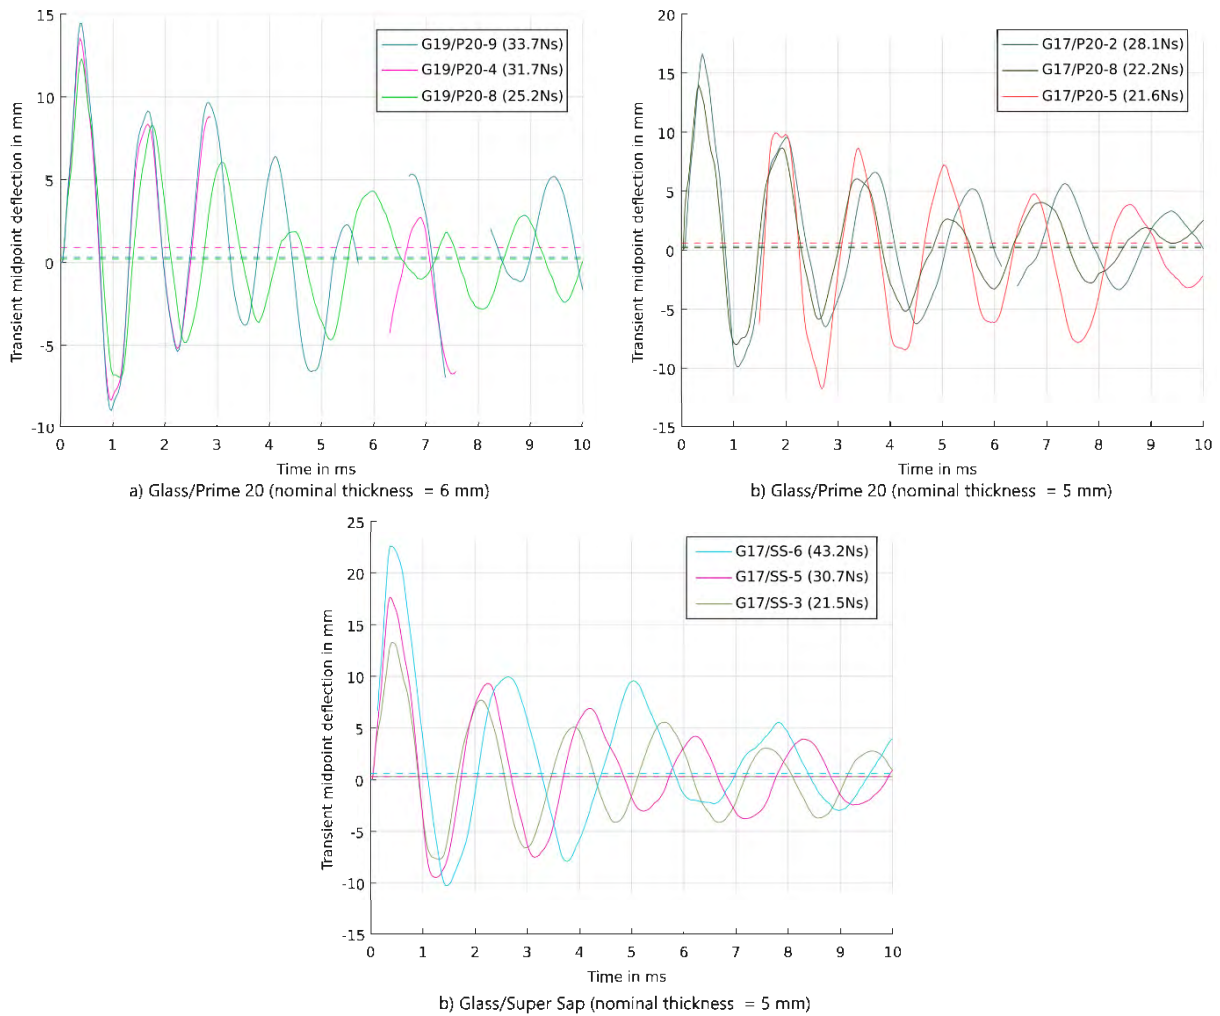 15
10
5
0
-5
-10
Transient midpoint deflection in mm
G19/P20-9 (33.7Ns)
G19/P20-4 (31.7Ns)
G19/P20-8 (25.2Ns)
0 1 2 3 4 5 6 7 8 9 10
Time in ms
a) Glass/Prime 20 (nominal thickness = 6 mm)
20
15
10
5
0
-5
-10
-15
Transient midpoint deflection in mm
G17/P20-2 (28.1Ns)
G17/P20-8 (22.2Ns)
G17/P20-5 (21.6Ns)
0 1 2 3 4 5 6 7 8 9 10
Time in ms
b) Glass/Prime 20 (nominal thickness = 5 mm)
25
20
15
10
5
0
-5
-10
-15
Transient midpoint deflection in mm
G17/SS-6 (43.2Ns)
G17/SS-5 (30.7Ns)
G17/SS-3 (21.5Ns)
0 1 2 3 4 5 6 7 8 9 10
Time in ms
b) Glass/Super Sap (nominal thickness = 5 mm)